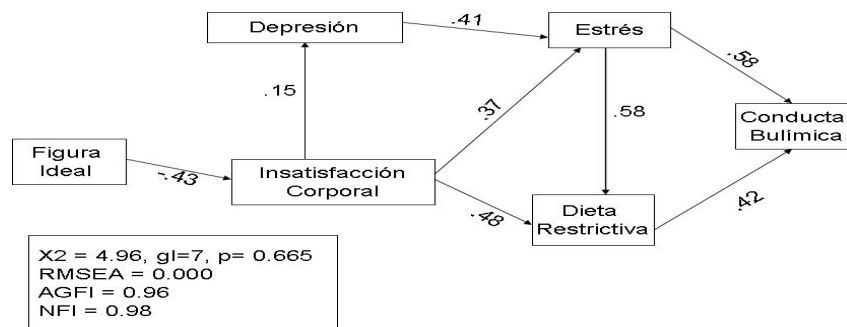 Depresión
.41
Estrés
.58
.15
.37
.58
Conducta
Bulímica
Figura
Ideal
-.43
Insatisfacción
Corporal
.48
Dieta
Restrictiva
.42
X2 = 4.96, gl=7, p= 0.665
RMSEA = 0.000
AGFI = 0.96
NFI = 0.98